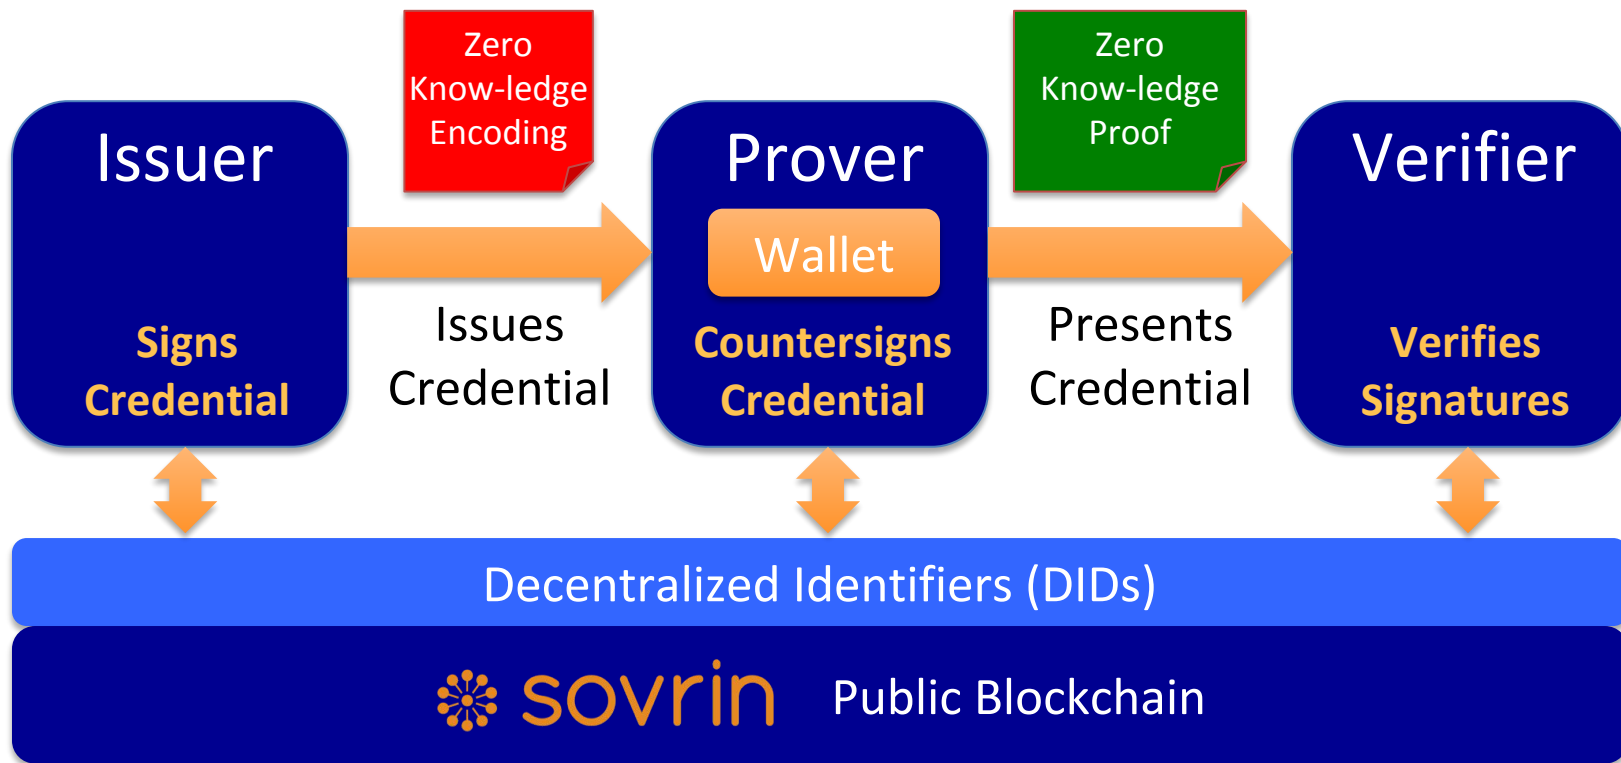 Zero
Know-ledge
Encoding
Zero
Know-ledge
Proof
Issuer
Prover
Verifier
Wallet
Signs
Credential
Issues
Credential
Countersigns
Credential
Presents
Credential
Verifies
Signatures
Decentralized Identifiers (DIDs)
sovrin Public Blockchain